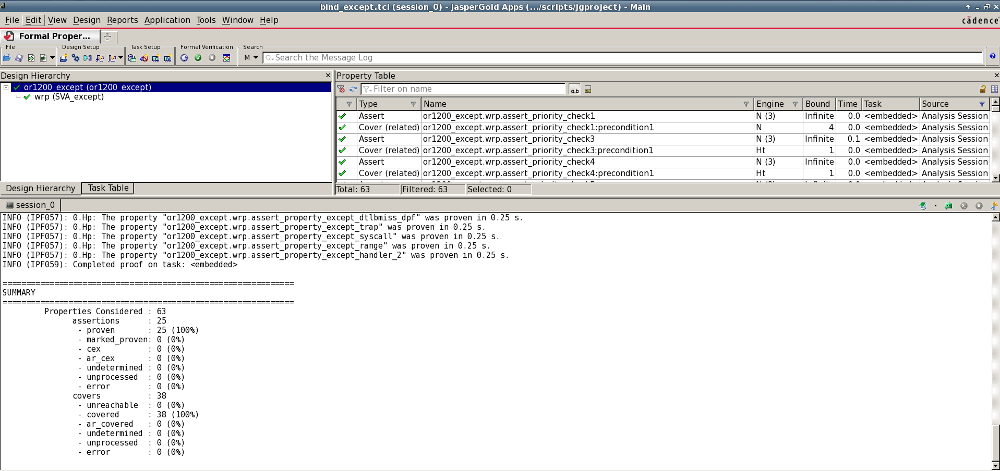 bind_except.tcl (session_0) - JasperGold Apps (.../scripts/jgproject) - Main
File Edit View Design Reports Application Tools Window Help
cādence
Formal Proper...
File Design Setup Task Setup Formal Verification Search
M Search the Message Log
Design Hierarchy
or1200_except (or1200_except)
wrp (SVA_except)
Design Hierarchy Task Table
Property Table
Filter on name
a.b
Type Name Engine Bound Time Task Source
Assert or1200_except.wrp.assert_priority_check1 N (3) Infinite 0.0 <embedded> Analysis Session
Cover (related) or1200_except.wrp.assert_priority_check1:precondition1 N 4 0.0 <embedded> Analysis Session
Assert or1200_except.wrp.assert_priority_check3 N (3) Infinite 0.1 <embedded> Analysis Session
Cover (related) or1200_except.wrp.assert_priority_check3:precondition1 Ht 1 0.0 <embedded> Analysis Session
Assert or1200_except.wrp.assert_priority_check4 N (3) Infinite 0.0 <embedded> Analysis Session
Cover (related) or1200_except.wrp.assert_priority_check4:precondition1 Ht 1 0.0 <embedded> Analysis Session
Total: 63 Filtered: 63 Selected: 0
session_0
INFO (IPF057): 0.Hp: The property "or1200_except.wrp.assert_property_except_dtlbmiss_dpf" was proven in 0.25 s.
INFO (IPF057): 0.Hp: The property "or1200_except.wrp.assert_property_except_trap" was proven in 0.25 s.
INFO (IPF057): 0.Hp: The property "or1200_except.wrp.assert_property_except_syscall" was proven in 0.25 s.
INFO (IPF057): 0.Hp: The property "or1200_except.wrp.assert_property_except_range" was proven in 0.25 s.
INFO (IPF057): 0.Hp: The property "or1200_except.wrp.assert_property_except_handler_2" was proven in 0.25 s.
INFO (IPF059): Completed proof on task: <embedded>
==============================================================
SUMMARY
==============================================================
Properties Considered : 63
assertions : 25
- proven : 25 (100%)
- marked_proven: 0 (0%)
- cex : 0 (0%)
- ar_cex : 0 (0%)
- undetermined : 0 (0%)
- unprocessed : 0 (0%)
- error : 0 (0%)
covers : 38
- unreachable : 0 (0%)
- covered : 38 (100%)
- ar_covered : 0 (0%)
- undetermined : 0 (0%)
- unprocessed : 0 (0%)
- error : 0 (0%)